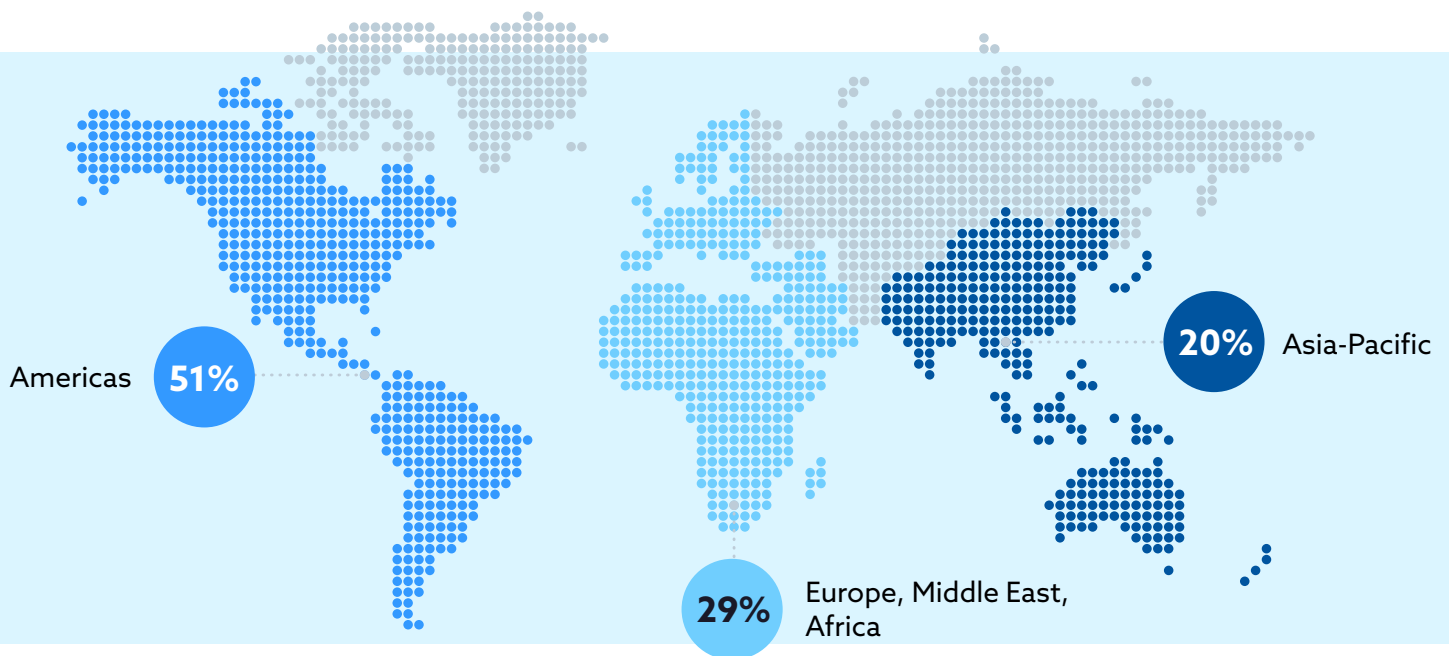 Americas
51%
20%
Asia-Pacific
29%
Europe, Middle East,
Africa